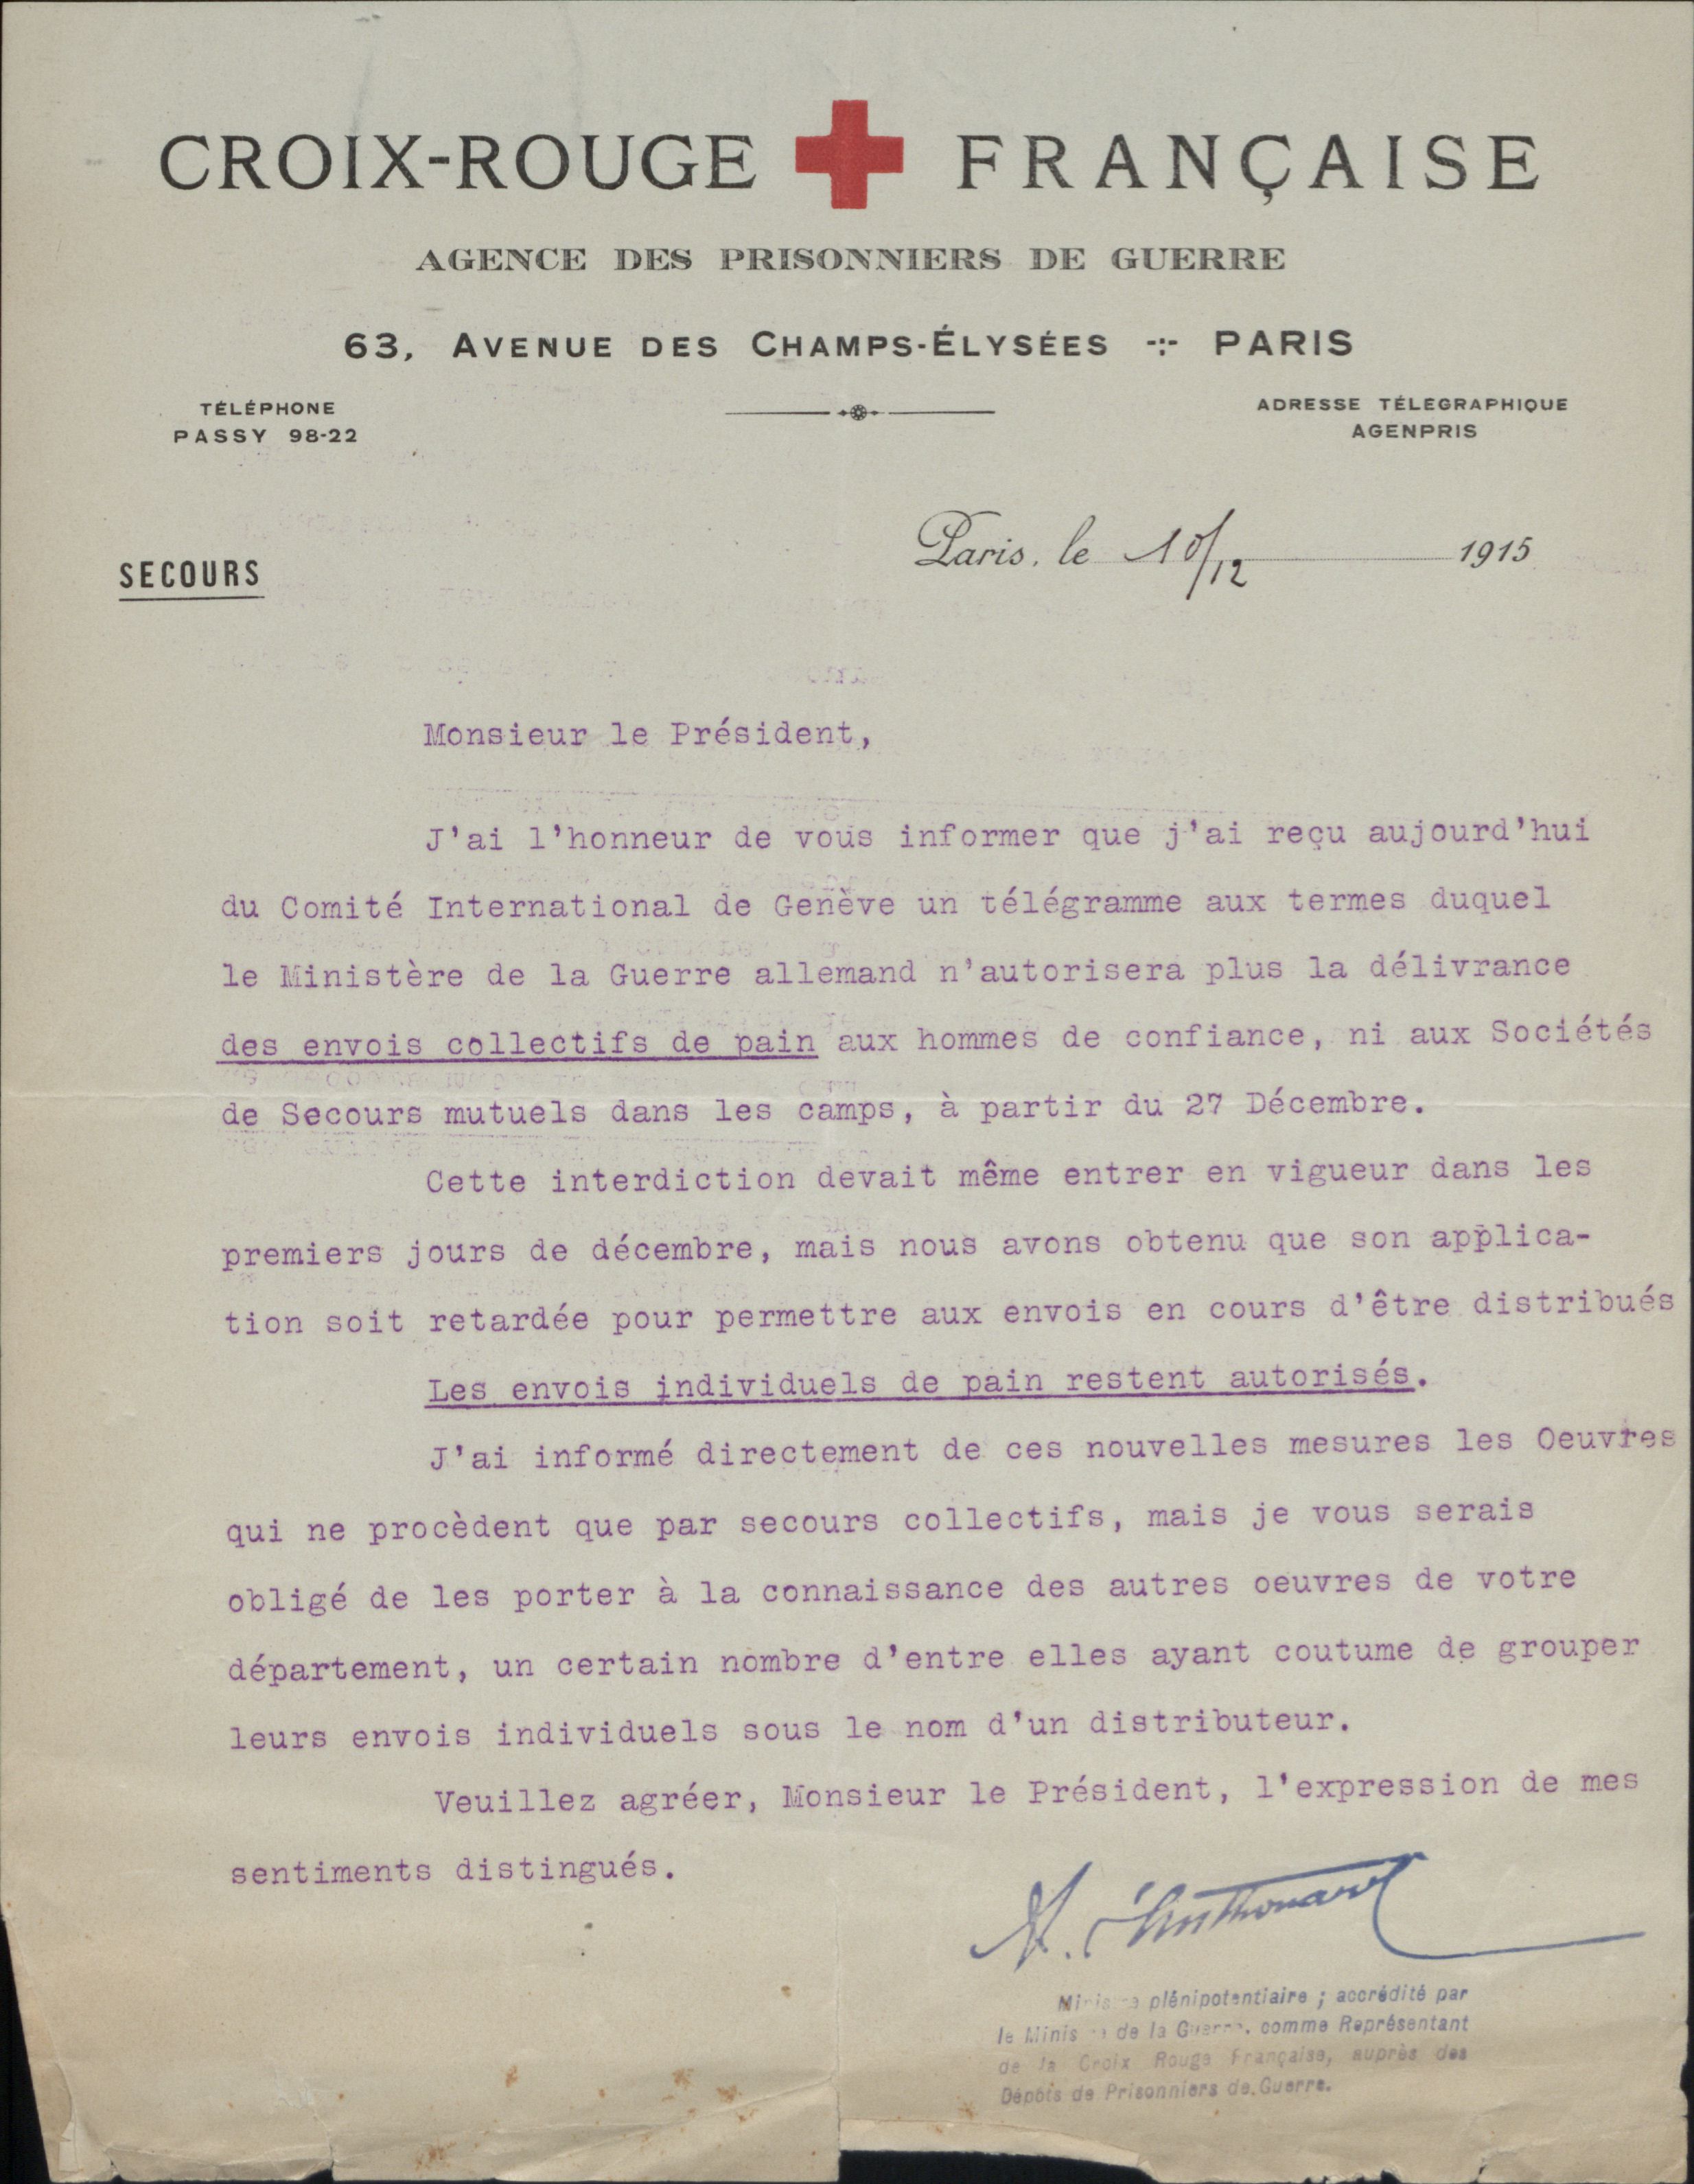 CROIX-ROUGE FRANÇAISE
AGENCE DES PRISONNIERS DE GUERRE
63, AVENUE DES CHAMPS-ÉLYSÉES -:- PARIS
TÉLÉPHONE
PASSY 98-22
ADRESSE TÉLEGRAPHIQUE
AGENPRIS
Paris, le 10/12 1915
SECOURS
Monsieur le Président,
J'ai l'honneur de vous informer que j'ai reçu aujourd'hui
du Comité International de Genève un télégramme aux termes duquel
le Ministère de la Guerre allemand n'autorisera plus la délivrance
des envois collectifs de pain aux hommes de confiance, ni aux Sociétés
de Secours mutuels dans les camps, à partir du 27 Décembre.
Cette interdiction devait même entrer en vigueur dans les
premiers jours de décembre, mais nous avons obtenu que son applica-
tion soit retardée pour permettre aux envois en cours d'être distribués
Les envois individuels de pain restent autorisés.
J'ai informé directement de ces nouvelles mesures les Oeuvres
qui ne procèdent que par secours collectifs, mais je vous serais
obligé de les porter à la connaissance des autres oeuvres de votre
département, un certain nombre d'entre elles ayant coutume de grouper
leurs envois individuels sous le nom d'un distributeur.
Veuillez agréer, Monsieur le Président, l'expression de mes
sentiments distingués.
d'Anthouard
Ministre plénipotentiaire ; accrédité par
le Ministre de la Guerre, comme Représentant
de la Croix Rouge Française, auprès des
Dépôts de Prisonniers de Guerre.